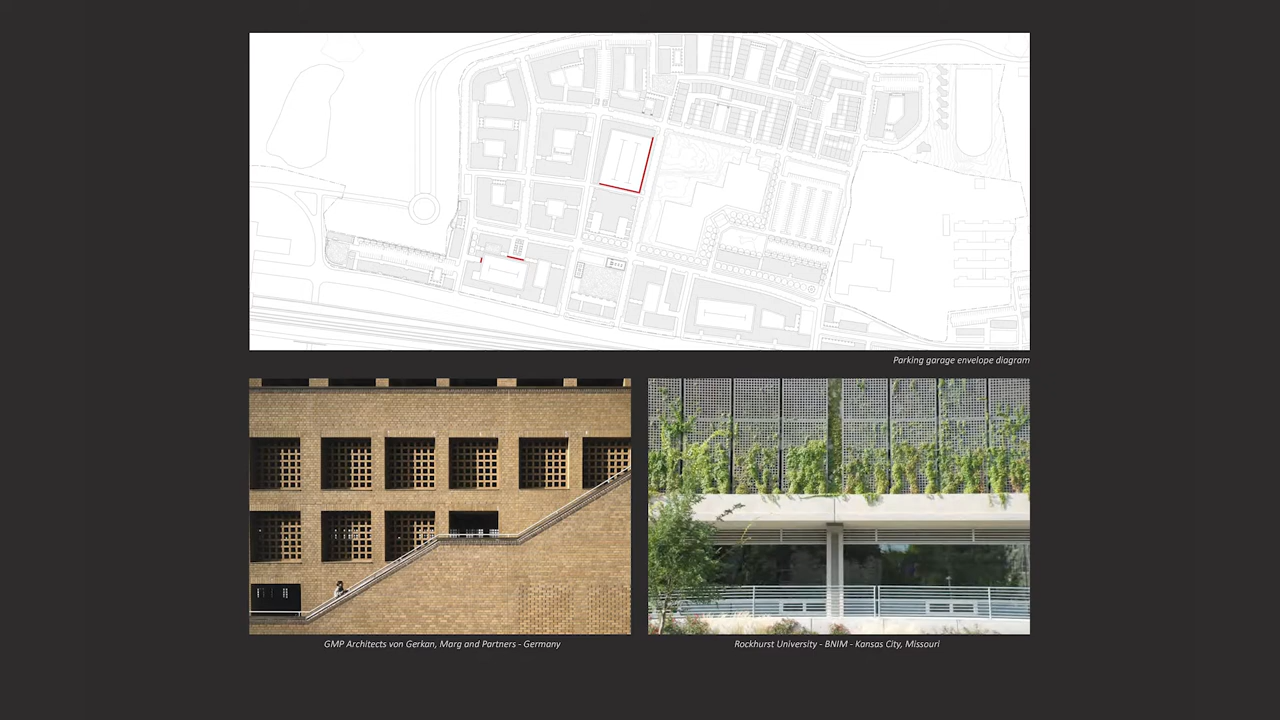 Parking garage envelope diagram
GMP Architects von Gerkan, Marg and Partners - Germany
Rockhurst University - BNIM - Kansas City, Missouri